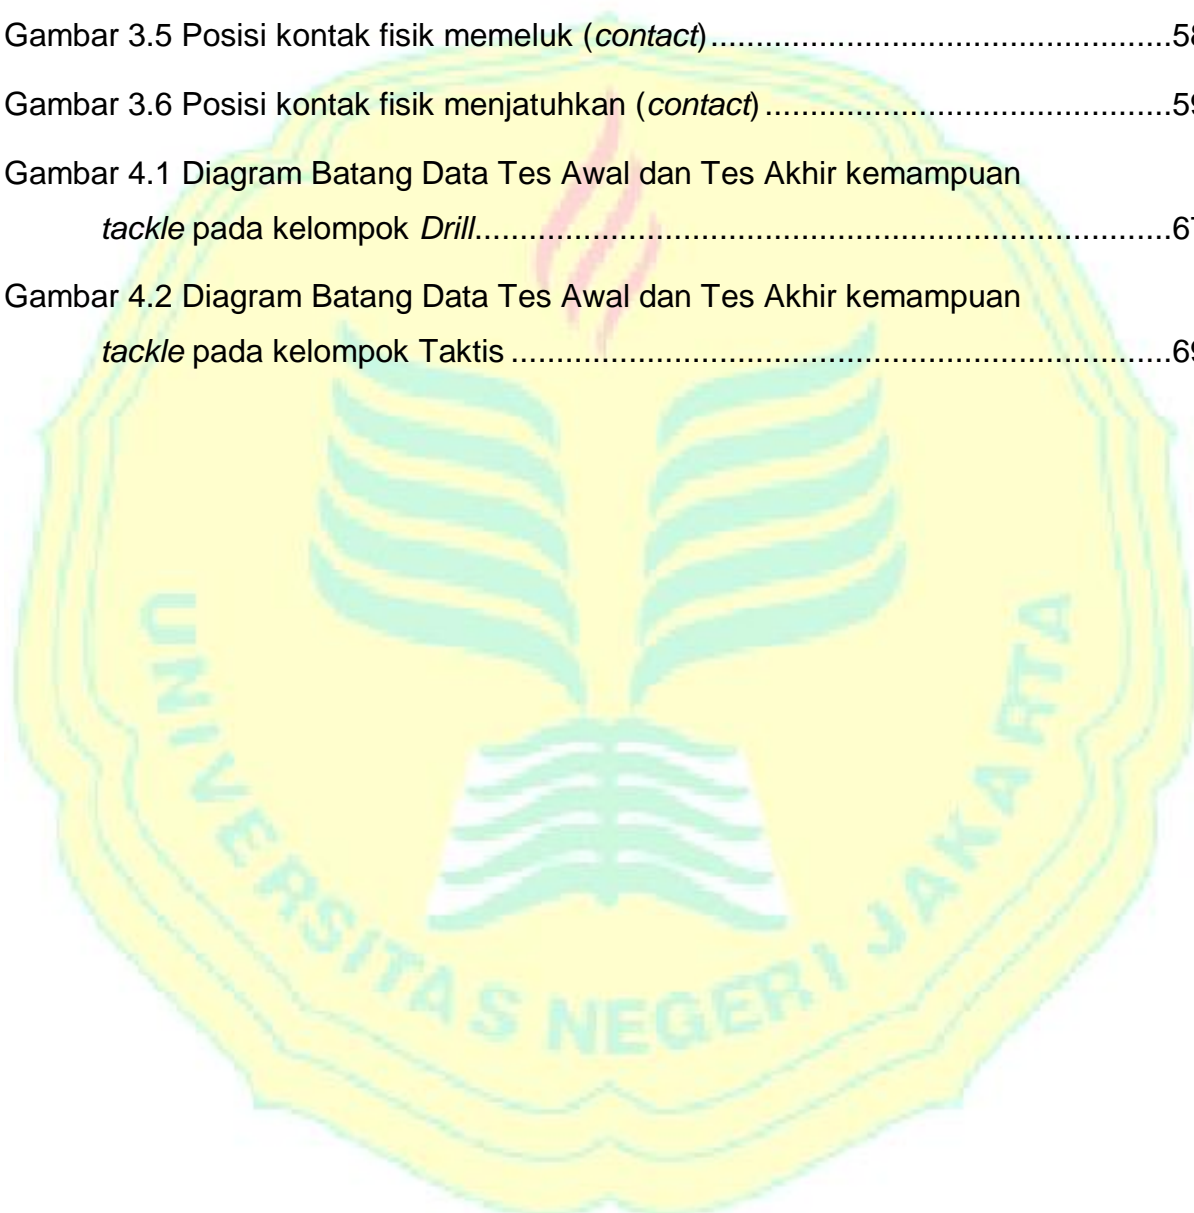 Gambar 3.5 Posisi kontak fisik memeluk (contact)......................................................58
Gambar 3.6 Posisi kontak fisik menjatuhkan (contact)................................................59
Gambar 4.1 Diagram Batang Data Tes Awal dan Tes Akhir kemampuan
tackle pada kelompok Drill.................................................................................67
Gambar 4.2 Diagram Batang Data Tes Awal dan Tes Akhir kemampuan
tackle pada kelompok Taktis.............................................................................69
UNIVERSITAS NEGERI JAKARTA